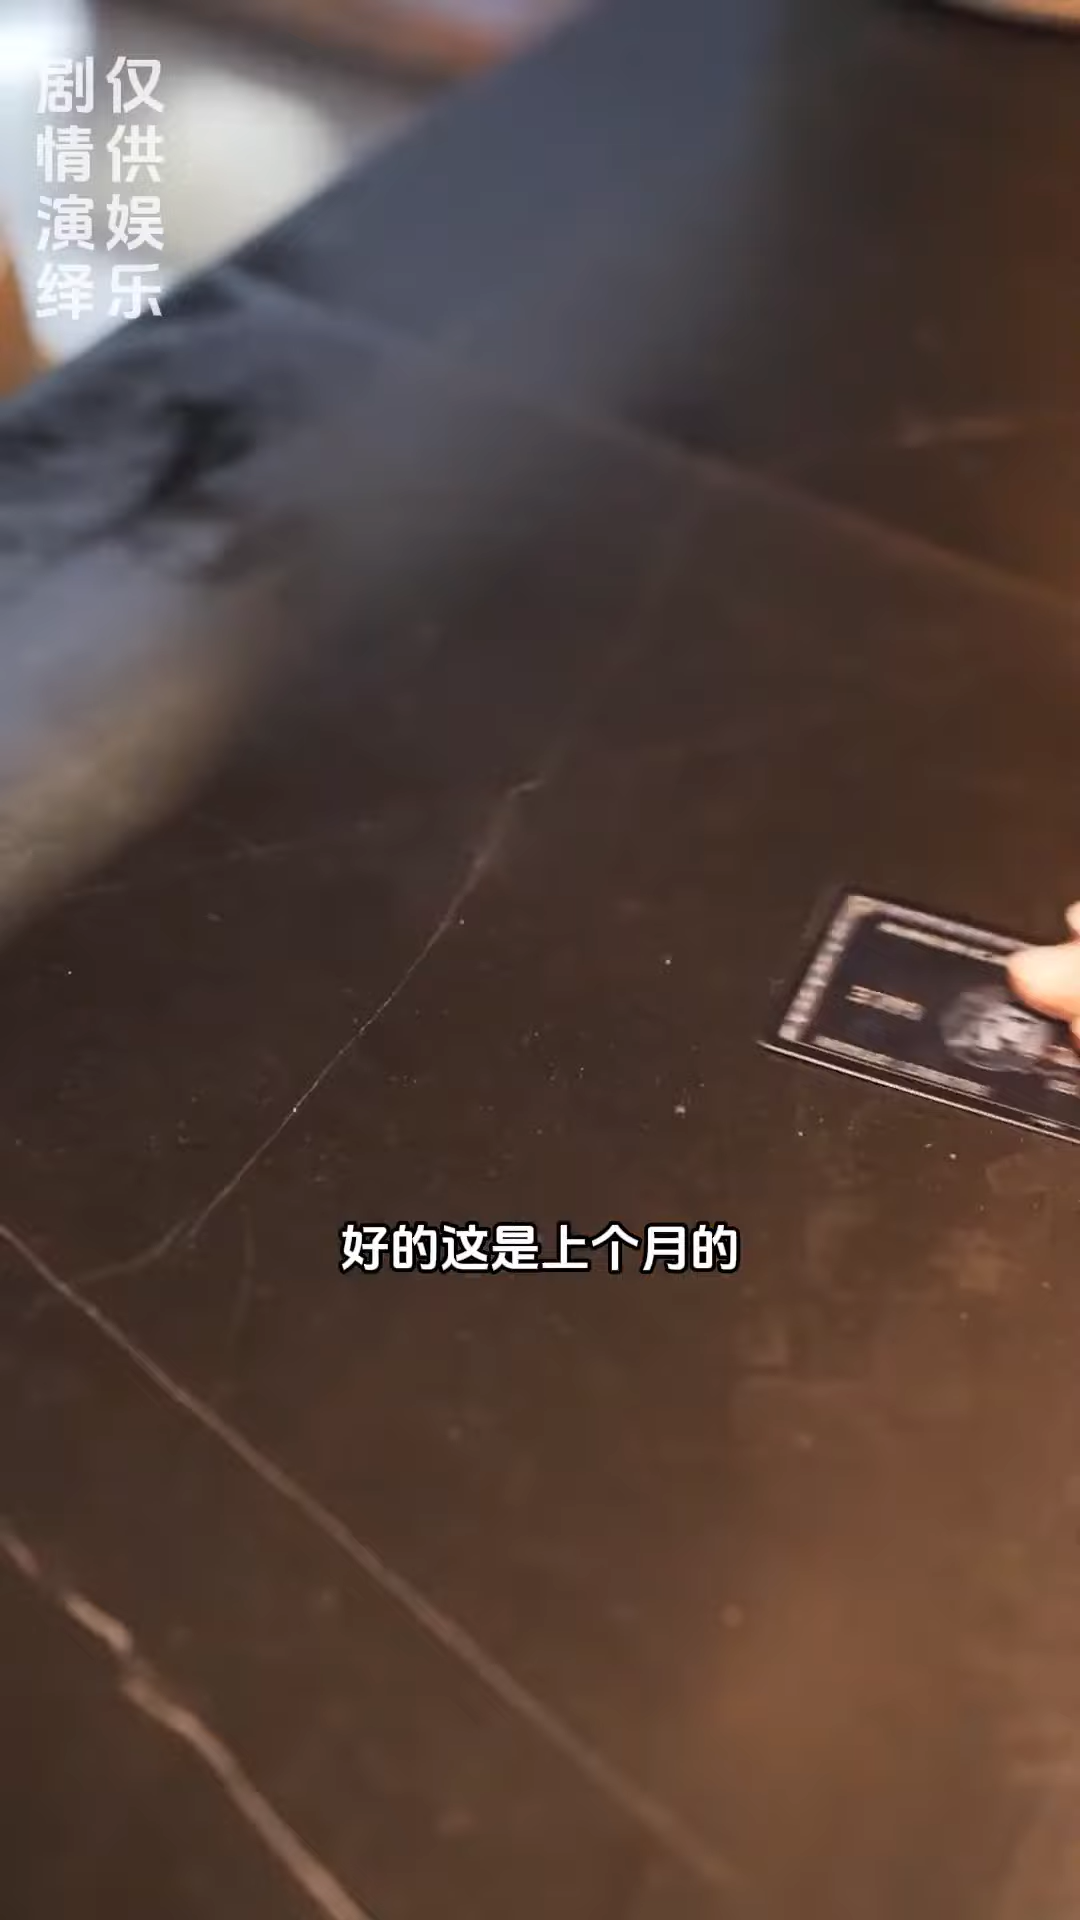 剧情演绎
仅供娱乐
好的这是上个月的